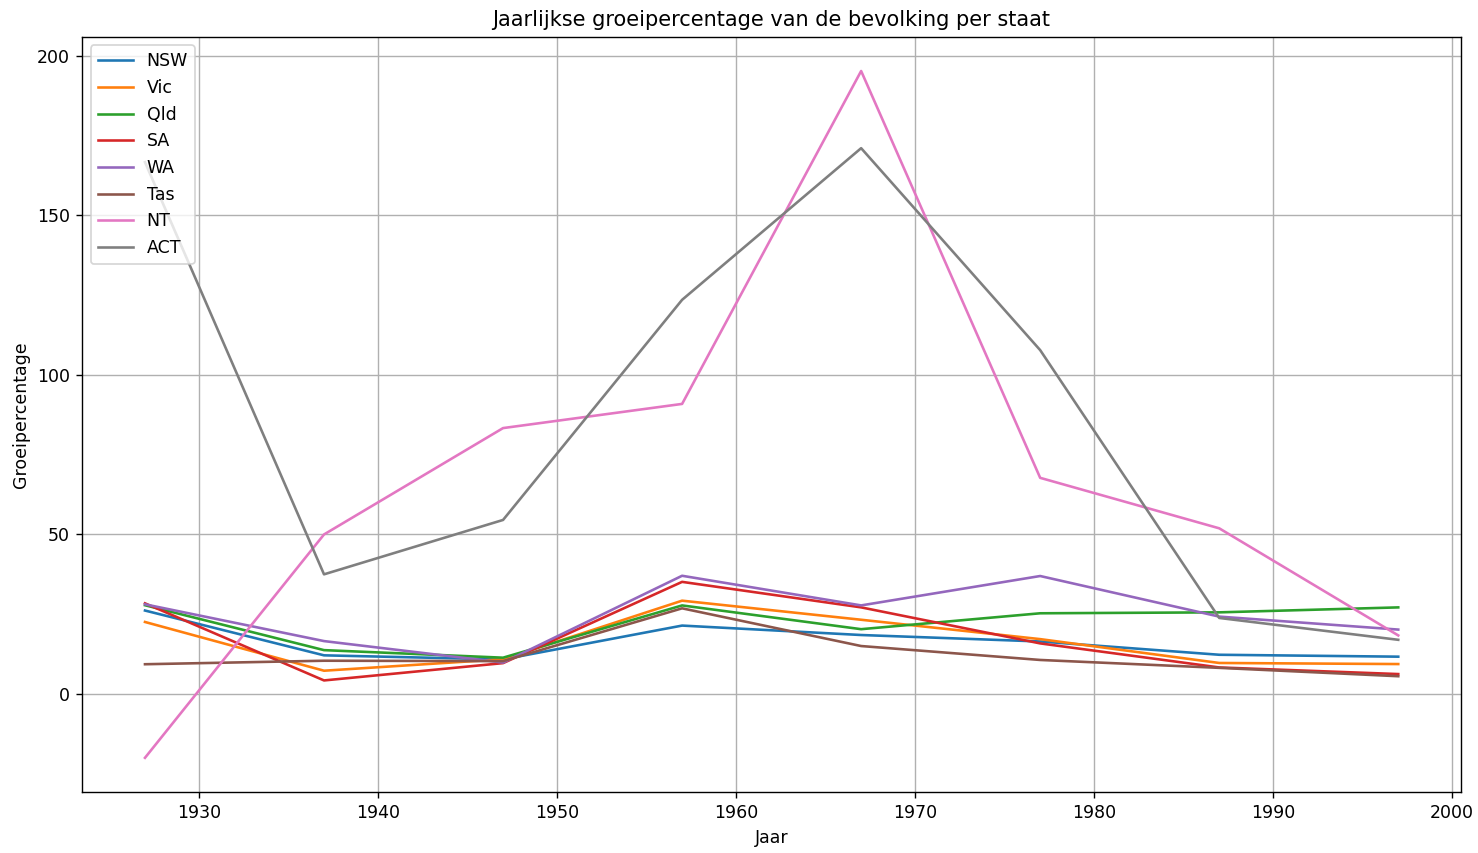 Jaarlijkse groeipercentage van de bevolking per staat
200
150
100
50
0
Groeipercentage
NSW
Vic
Qld
SA
WA
Tas
NT
ACT
1930
1940
1950
1960
1970
1980
1990
2000
Jaar